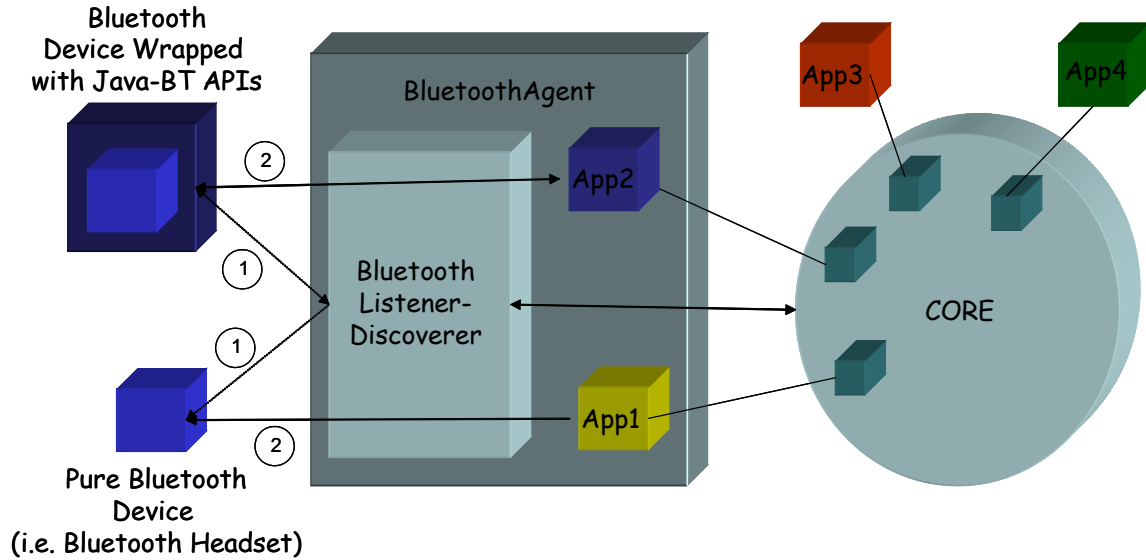 Bluetooth
Device Wrapped
with Java-BT APIs
BluetoothAgent
App3
App4
2
App2
1
Bluetooth
Listener-
Discoverer
CORE
1
App1
2
Pure Bluetooth
Device
(i.e. Bluetooth Headset)